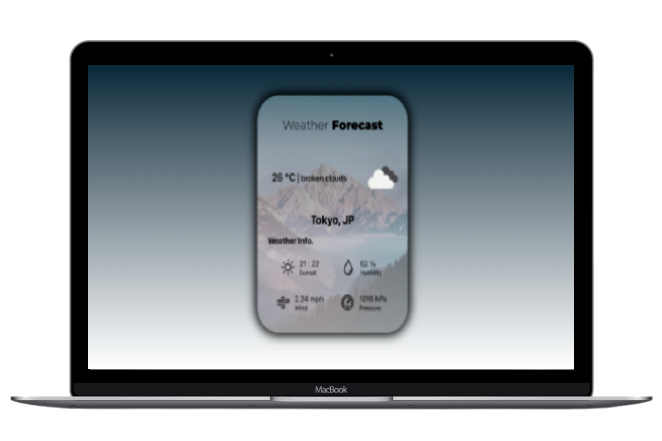 Weather Forecast
26 °C | broken clouds
Tokyo, JP
Weather Info.
21 : 22
Sunset
62 %
Humidity
2.24 mph
Wind
hPa
Pressure
MacBook